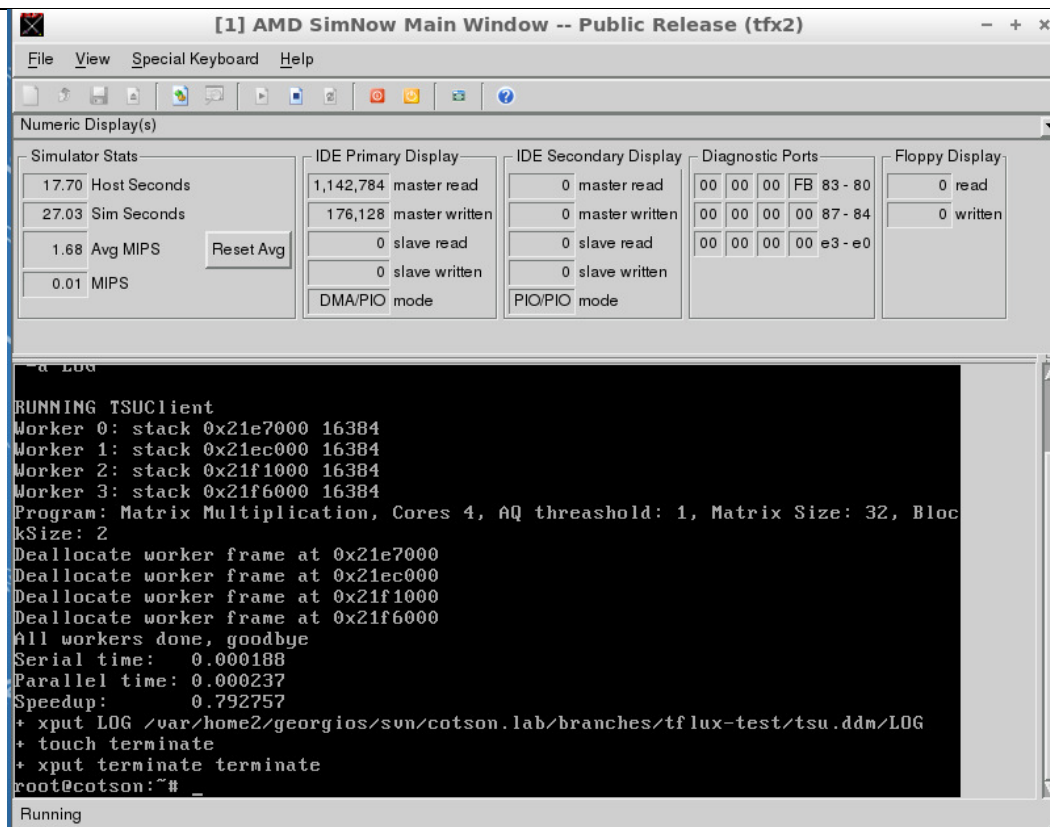 [1] AMD SimNow Main Window -- Public Release (tfx2)
File View Special Keyboard Help
Numeric Display(s)
Simulator Stats
17.70 Host Seconds
27.03 Sim Seconds
1.68 Avg MIPS Reset Avg
0.01 MIPS
IDE Primary Display
1,142,784 master read
176,128 master written
0 slave read
0 slave written
DMA/PIO mode
IDE Secondary Display
0 master read
0 master written
0 slave read
0 slave written
PIO/PIO mode
Diagnostic Ports
00 00 00 FB 83 - 80
00 00 00 00 87 - 84
00 00 00 00 e3 - e0
Floppy Display
0 read
0 written
-a LOG
RUNNING TSUClient
Worker 0: stack 0x21e7000 16384
Worker 1: stack 0x21ec000 16384
Worker 2: stack 0x21f1000 16384
Worker 3: stack 0x21f6000 16384
Program: Matrix Multiplication, Cores 4, AQ threashold: 1, Matrix Size: 32, Bloc
kSize: 2
Deallocate worker frame at 0x21e7000
Deallocate worker frame at 0x21ec000
Deallocate worker frame at 0x21f1000
Deallocate worker frame at 0x21f6000
All workers done, goodbye
Serial time: 0.000188
Parallel time: 0.000237
Speedup: 0.792757
+ xput LOG /var/home2/georgios/svn/cotson.lab/branches/tflux-test/tsu.ddm/LOG
+ touch terminate
+ xput terminate terminate
root@cotson:~# _
Running